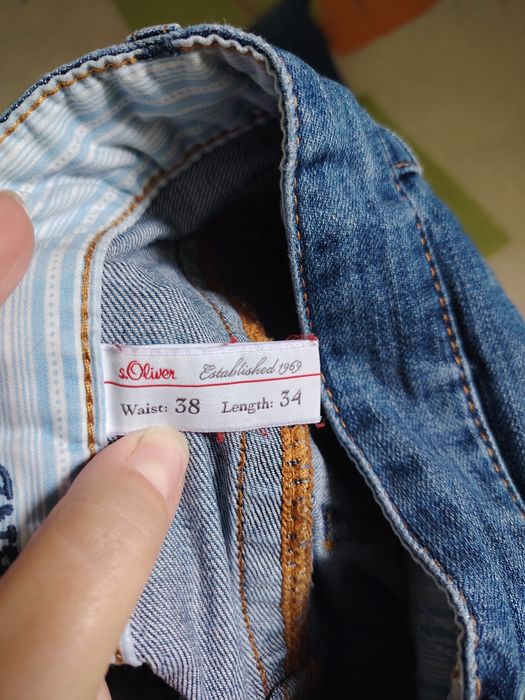 s.Oliver Established 1969
Waist: 38 Length: 34